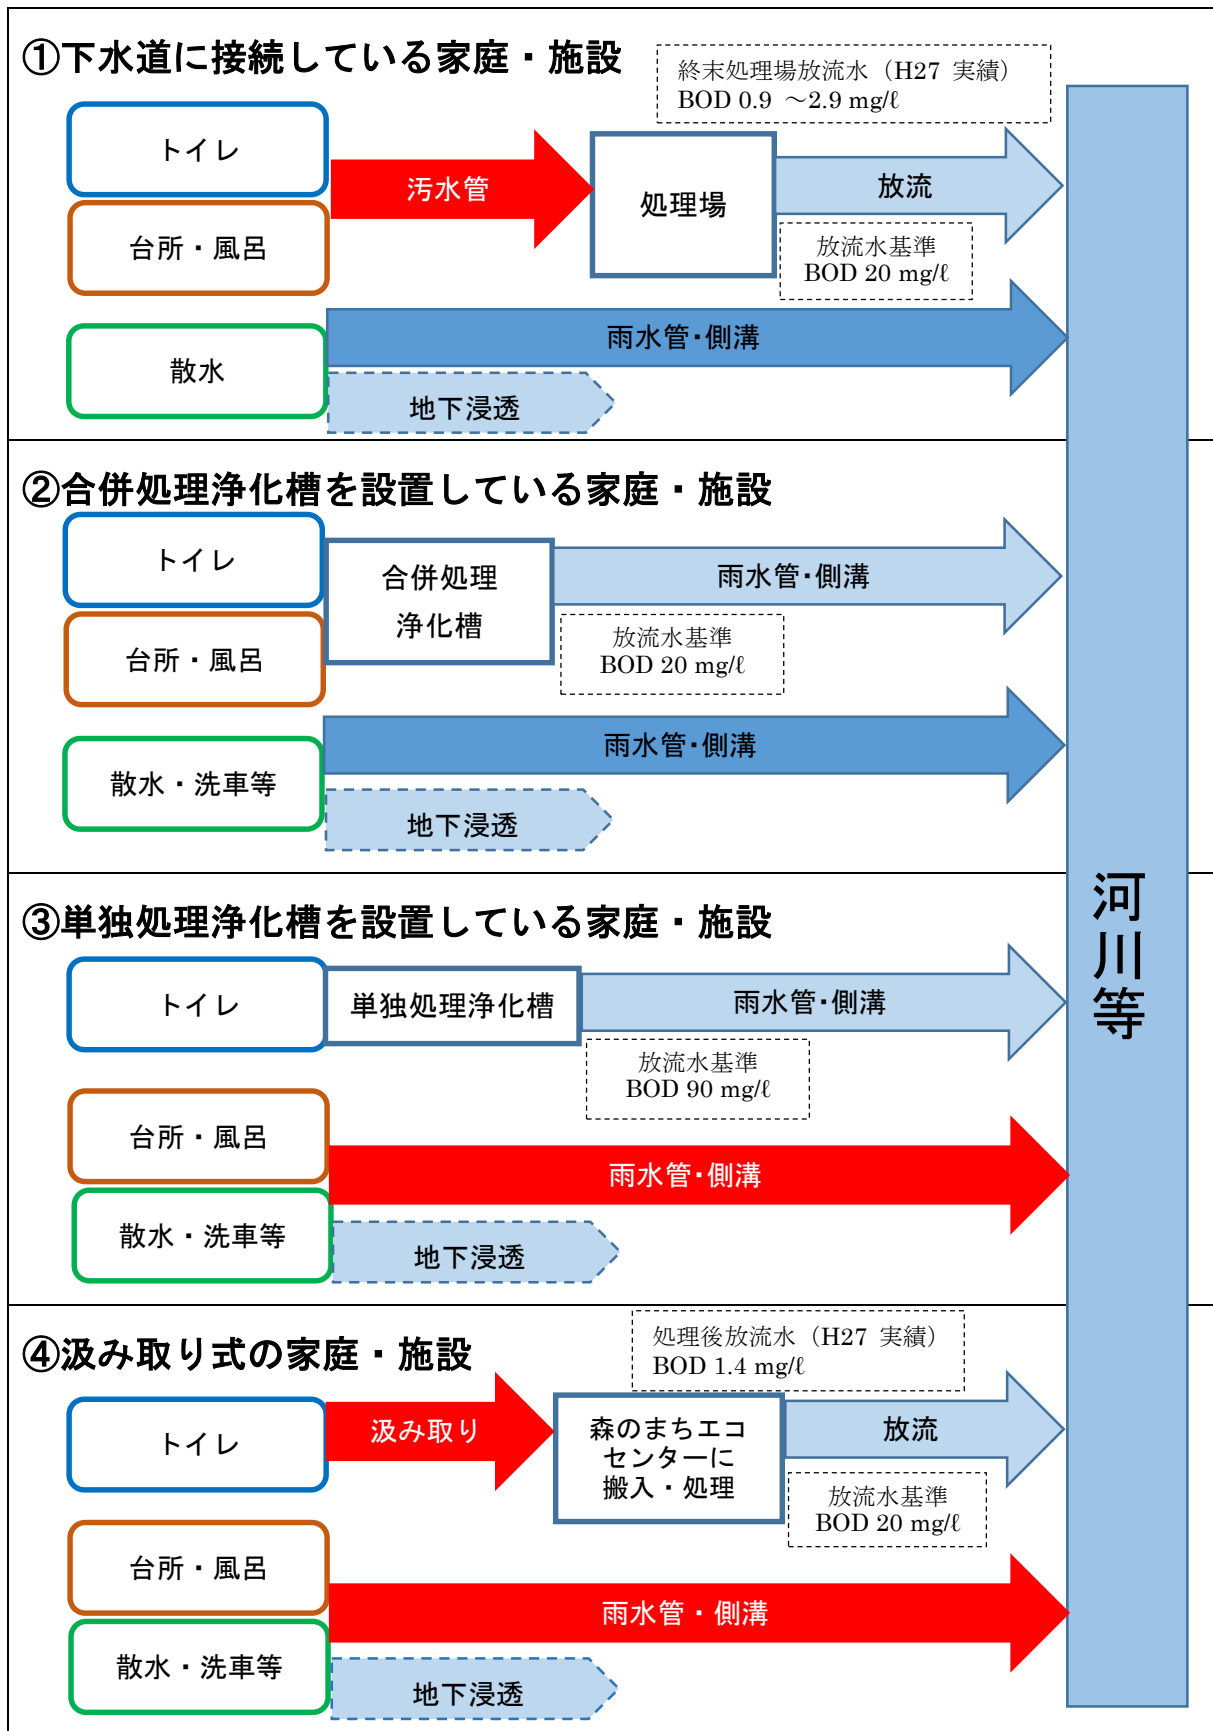 ①下水道に接続している家庭・施設
終末処理場放流水（H27 実績）
BOD 0.9 ～2.9 mg/ℓ
トイレ
汚水管
処理場
放流
台所・風呂
放流水基準
BOD 20 mg/ℓ
雨水管・側溝
散水
地下浸透
②合併処理浄化槽を設置している家庭・施設
トイレ
合併処理
浄化槽
雨水管・側溝
放流水基準
BOD 20 mg/ℓ
台所・風呂
雨水管・側溝
散水・洗車等
地下浸透
河川等
③単独処理浄化槽を設置している家庭・施設
トイレ
単独処理浄化槽
雨水管・側溝
放流水基準
BOD 90 mg/ℓ
台所・風呂
雨水管・側溝
散水・洗車等
地下浸透
④汲み取り式の家庭・施設
処理後放流水（H27 実績）
BOD 1.4 mg/ℓ
トイレ
汲み取り
森のまちエコ
センターに
搬入・処理
放流
放流水基準
BOD 20 mg/ℓ
台所・風呂
雨水管・側溝
散水・洗車等
地下浸透